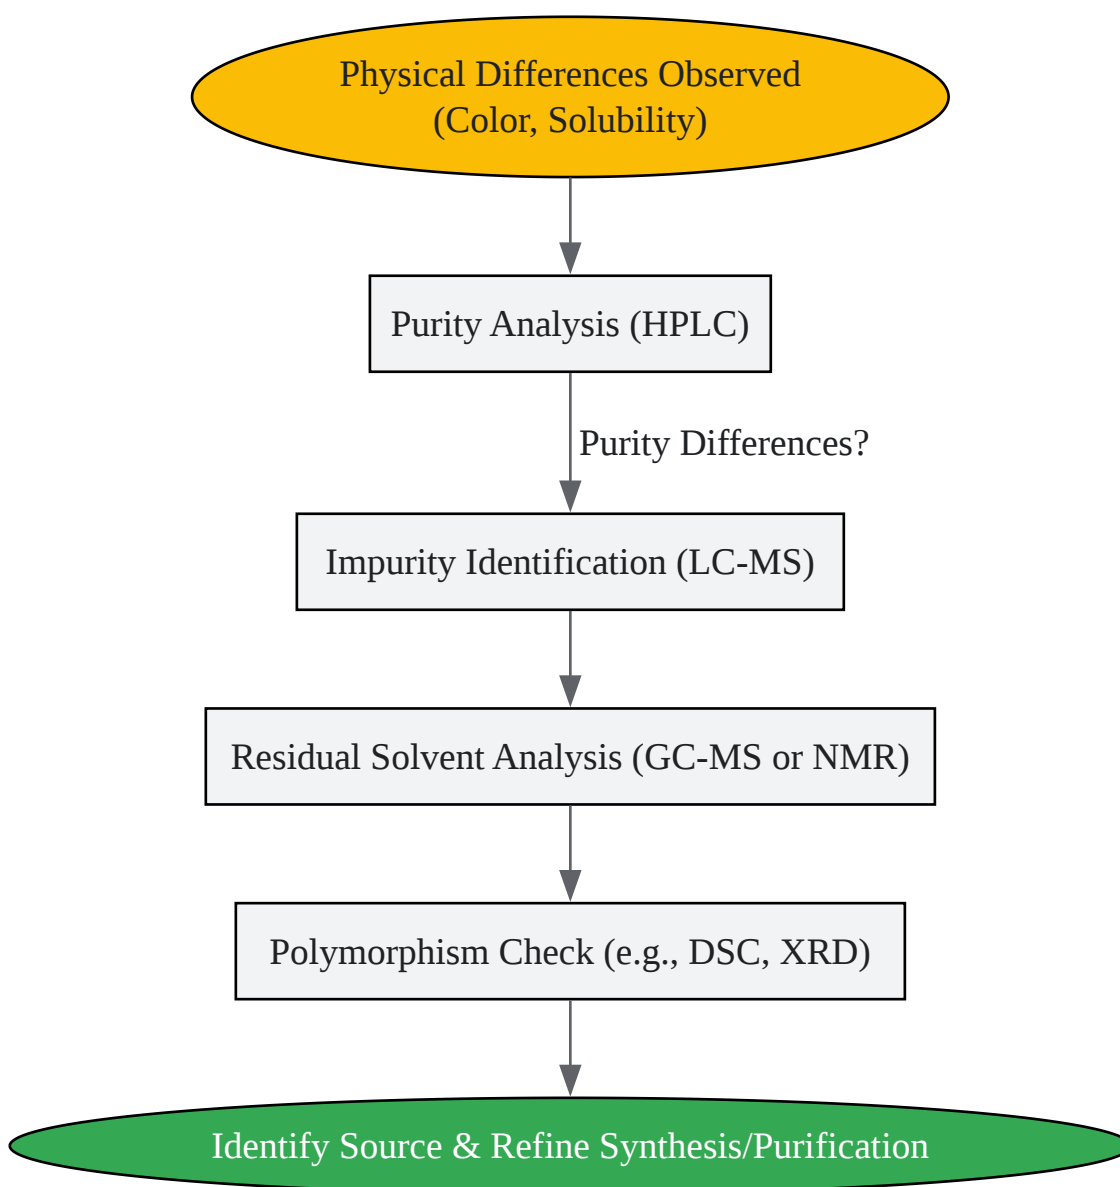 Physical Differences Observed
(Color, Solubility)
Purity Analysis (HPLC)
Purity Differences?
Impurity Identification (LC-MS)
Residual Solvent Analysis (GC-MS or NMR)
Polymorphism Check (e.g., DSC, XRD)
Identify Source & Refine Synthesis/Purification